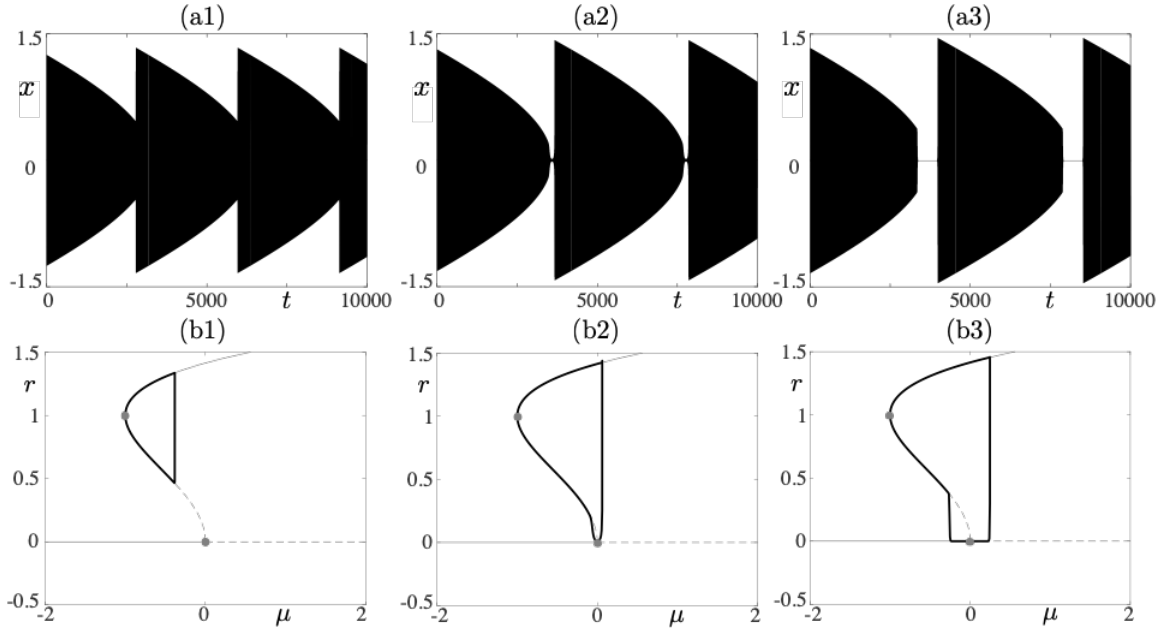 (a1) (a2) (a3)
1.5 1.5 1.5
x x x
0 0 0
-1.5 -1.5 -1.5
0 5000 t 10000 0 5000 t 10000 0 5000 t 10000
(b1) (b2) (b3)
1.5 1.5 1.5
r r r
1 1 1
0.5 0.5 0.5
0 0 0
-0.5 -0.5 -0.5
-2 0 μ 2 -2 0 μ 2 -2 0 μ 2